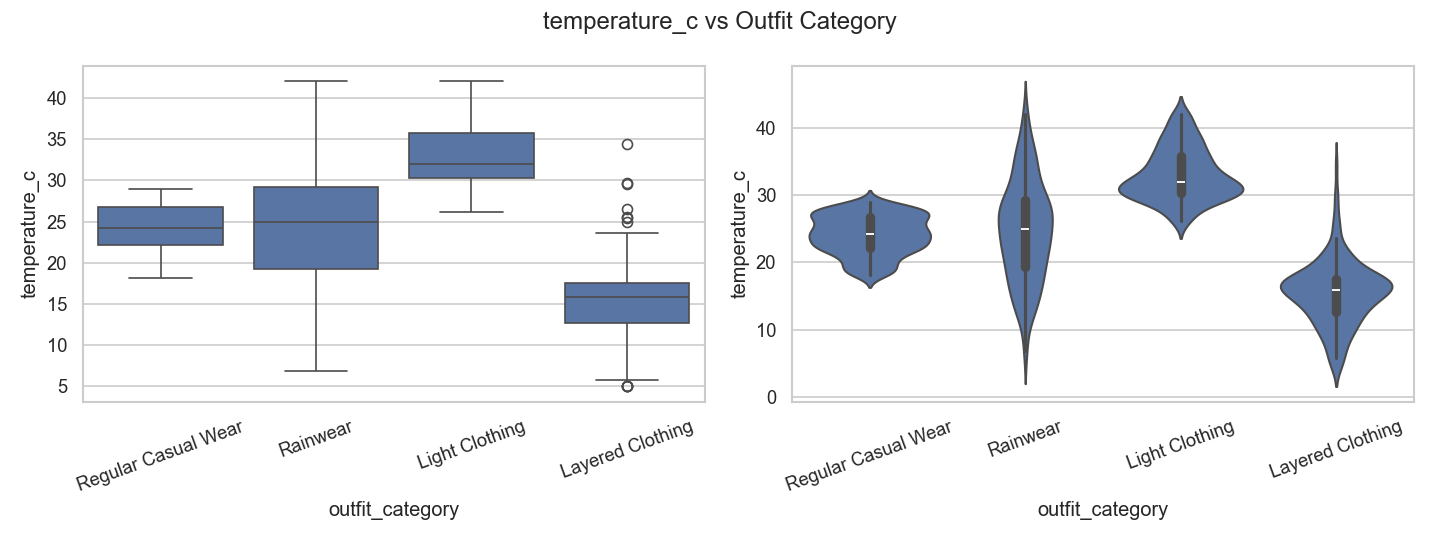 temperature_c vs Outfit Category
temperature_c
40
35
30
25
20
15
10
5
Regular Casual Wear
Rainwear
Light Clothing
Layered Clothing
outfit_category
temperature_c
40
30
20
10
0
Regular Casual Wear
Rainwear
Light Clothing
Layered Clothing
outfit_category